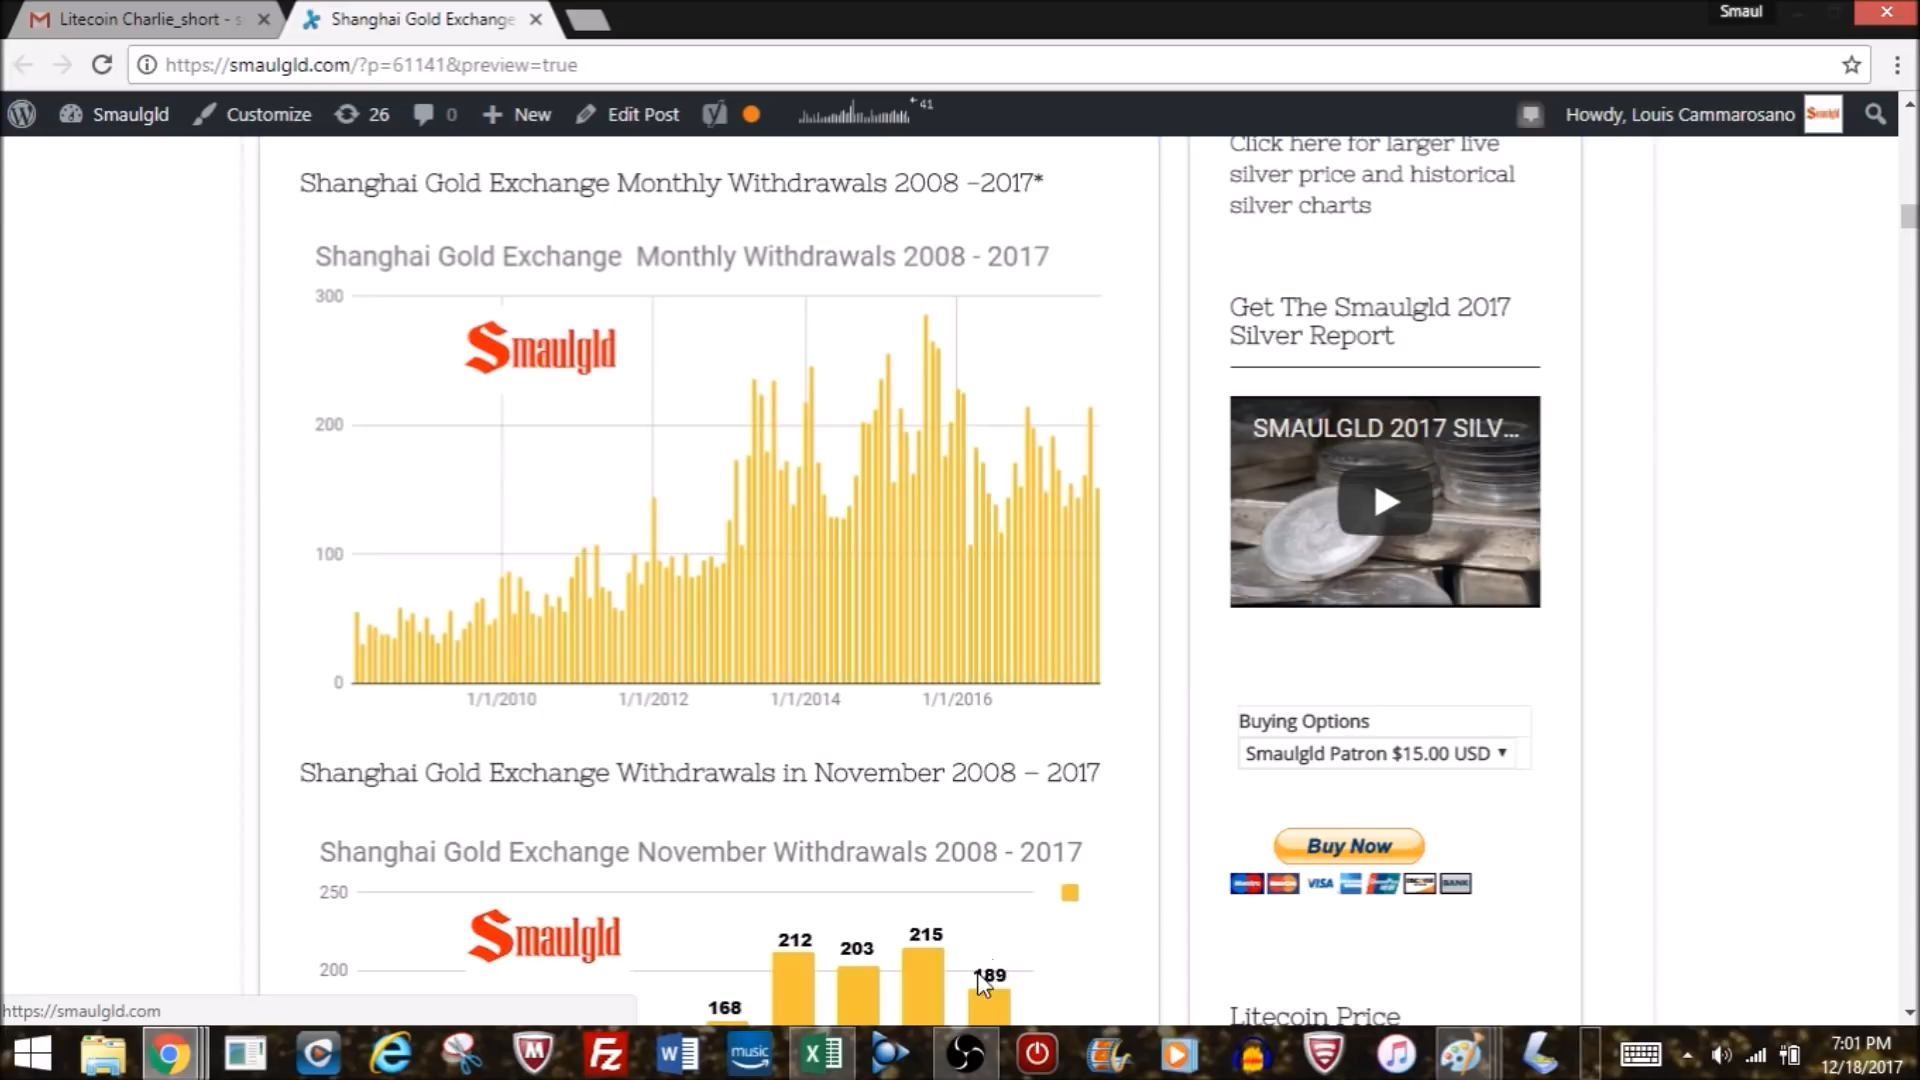 Litecoin Charlie_short - s
Shanghai Gold Exchange
Smaul
https://smaulgld.com/?p=61141&preview=true
Smaulgld
Customize
26
0
New
Edit Post
41
Howdy, Louis Cammarosano
Smaulgld
Shanghai Gold Exchange Monthly Withdrawals 2008 –2017*
Shanghai Gold Exchange Monthly Withdrawals 2008 - 2017
300
Smaulgld
200
100
0
1/1/2010
1/1/2012
1/1/2014
1/1/2016
Shanghai Gold Exchange Withdrawals in November 2008 – 2017
Shanghai Gold Exchange November Withdrawals 2008 - 2017
250
Smaulgld
212
203
215
189
200
168
Click here for larger live
silver price and historical
silver charts
Get The Smaulgld 2017
Silver Report
SMAULGLD 2017 SILV...
Buying Options
Smaulgld Patron $15.00 USD
Buy Now
VISA
BANK
Litecoin Price
https://smaulgld.com
music
7:01 PM
12/18/2017